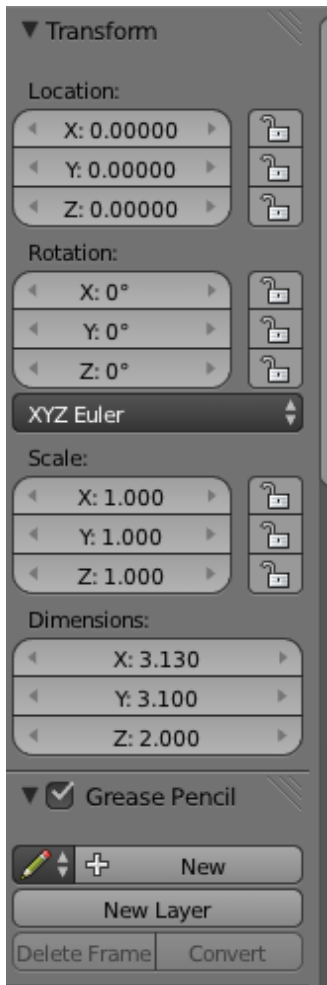 Transform
Location:
X: 0.00000
Y: 0.00000
Z: 0.00000
Rotation:
X: 0°
Y: 0°
Z: 0°
XYZ Euler
Scale:
X: 1.000
Y: 1.000
Z: 1.000
Dimensions:
X: 3.130
Y: 3.100
Z: 2.000
Grease Pencil
New
New Layer
Delete Frame Convert